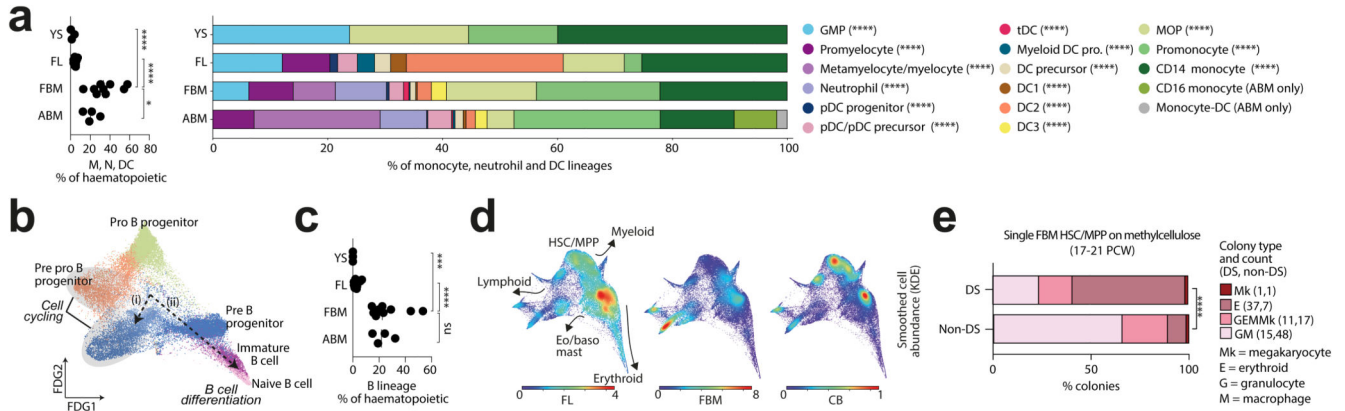 a
YS
FL
FBM
ABM
****
****
*
0 20 40 60 80
M, N, DC
% of haematopoietic
YS
FL
FBM
ABM
0 20 40 60 80 100
% of monocyte, neutrohil and DC lineages
GMP (****)
Promyelocyte (****)
Metamyelocyte/myelocyte (****)
Neutrophil (****)
pDC progenitor (****)
pDC/pDC precursor (****)
tDC (****)
Myeloid DC pro. (****)
DC precursor (****)
DC1 (****)
DC2 (****)
DC3 (****)
MOP (****)
Promonocyte (****)
CD14 monocyte (****)
CD16 monocyte (ABM only)
Monocyte-DC (ABM only)
b
Pro B progenitor
Pre pro B
progenitor
Cell
cycling
(i)
(ii)
Pre B
progenitor
Immature
B cell
Naive B cell
B cell
differentiation
FDG2
FDG1
c
YS
FL
FBM
ABM
***
****
ns
0 20 40 60
B lineage
% of haematopoietic
d
HSC/MPP
Myeloid
Lymphoid
Eo/baso
mast
Erythroid
0 4
FL
0 8
FBM
0 1
CB
Smoothed cell
abundance (KDE)
e
Single FBM HSC/MPP on methylcellulose
(17-21 PCW)
DS
Non-DS
****
0 50 100
% colonies
Colony type
and count
(DS, non-DS)
Mk (1,1)
E (37,7)
GEMMk (11,17)
GM (15,48)
Mk = megakaryocyte
E = erythroid
G = granulocyte
M = macrophage